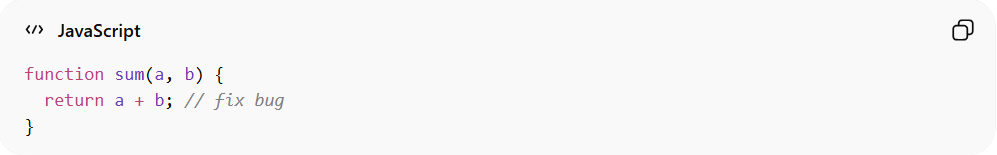 </> JavaScript
function sum(a, b) {
  return a + b; // fix bug
}